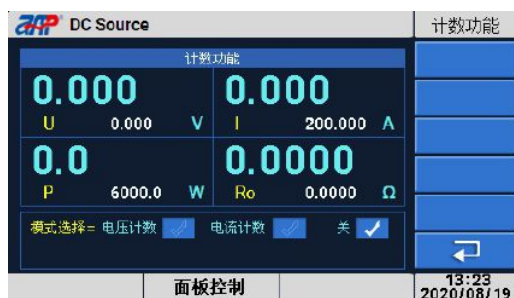 AAP DC Source 计数功能
计数功能
0.000 0.000
U 0.000 V I 200.000 A
0.0 0.0000
P 6000.0 W Ro 0.0000 Ω
模式选择= 电压计数 电流计数 关
面板控制 13:23
2020/08/19